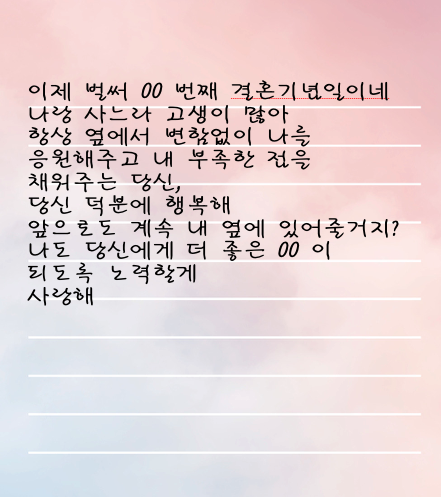 이제 벌써 00 번째 결혼기념일이네
나랑 사느라 고생이 많아
항상 옆에서 변함없이 나를
응원해주고 내 부족한 점을
채워주는 당신,
당신 덕분에 행복해
앞으로도 계속 내 옆에 있어줄거지?
나도 당신에게 더 좋은 00 이
되도록 노력할게
사랑해